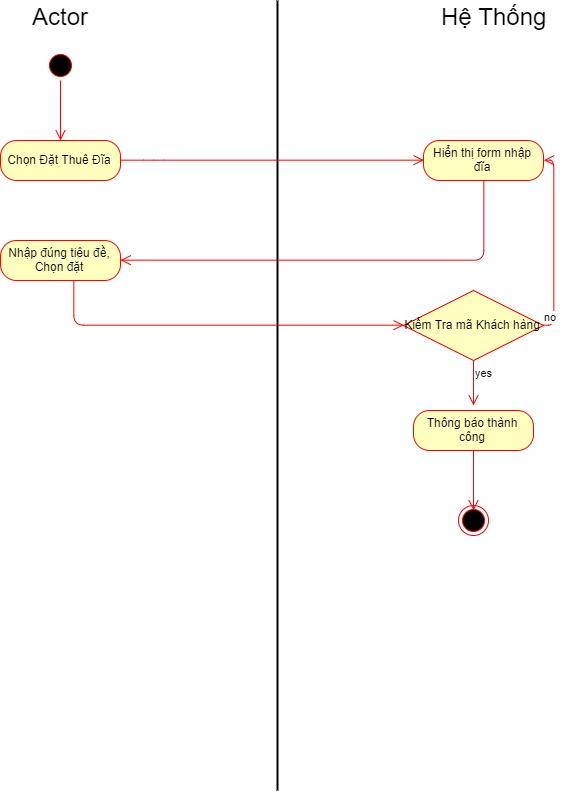 Actor
Hệ Thống
Chọn Đặt Thuê Đĩa
Hiển thị form nhập
đĩa
Nhập đúng tiêu đề,
Chọn đặt
Kiểm Tra mã Khách hàng
no
yes
Thông báo thành
công